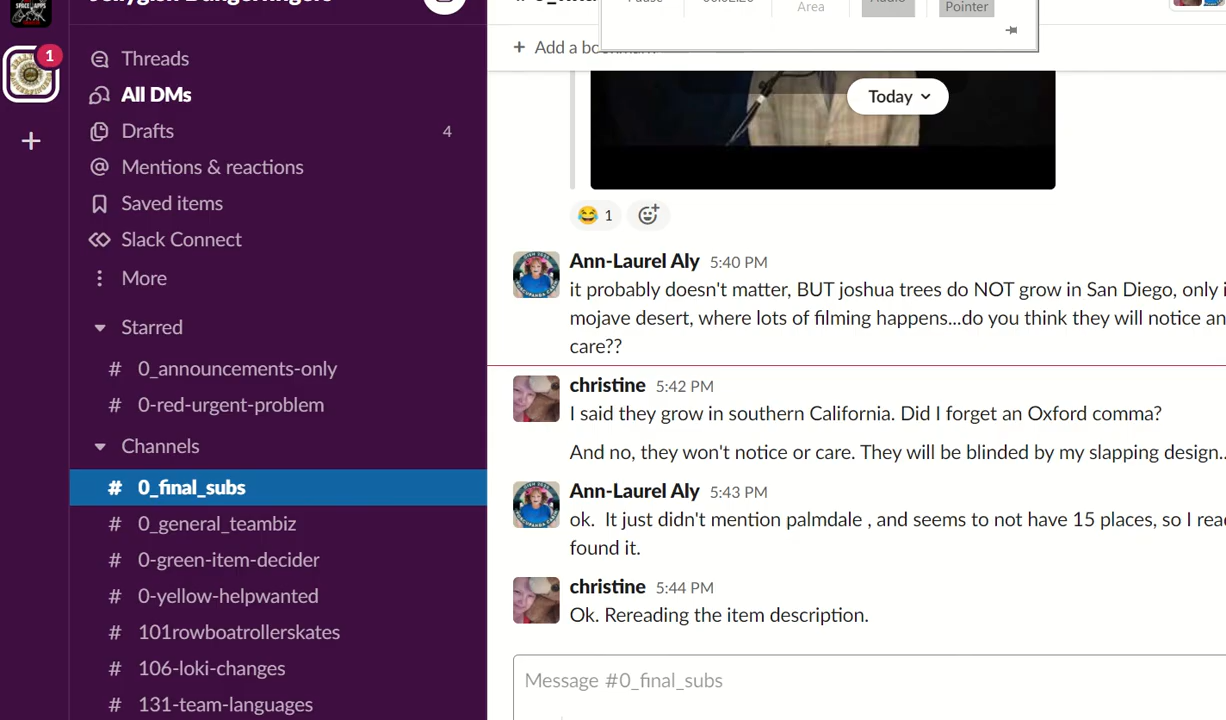 Area
Pointer
1
Threads
All DMs
Drafts 4
Mentions & reactions
Saved items
Slack Connect
More
Starred
# 0_announcements-only
# 0-red-urgent-problem
Channels
# 0_final_subs
# 0_general_teambiz
# 0-green-item-decider
# 0-yellow-helpwanted
# 101rowboatrollerskates
# 106-loki-changes
# 131-team-languages
+ Add a
Today
😂 1
Ann-Laurel Aly 5:40 PM
it probably doesn't matter, BUT joshua trees do NOT grow in San Diego, only i
mojave desert, where lots of filming happens...do you think they will notice an
care??
christine 5:42 PM
I said they grow in southern California. Did I forget an Oxford comma?
And no, they won't notice or care. They will be blinded by my slapping design..
Ann-Laurel Aly 5:43 PM
ok. It just didn't mention palmdale , and seems to not have 15 places, so I rea
found it.
christine 5:44 PM
Ok. Rereading the item description.
Message #0_final_subs